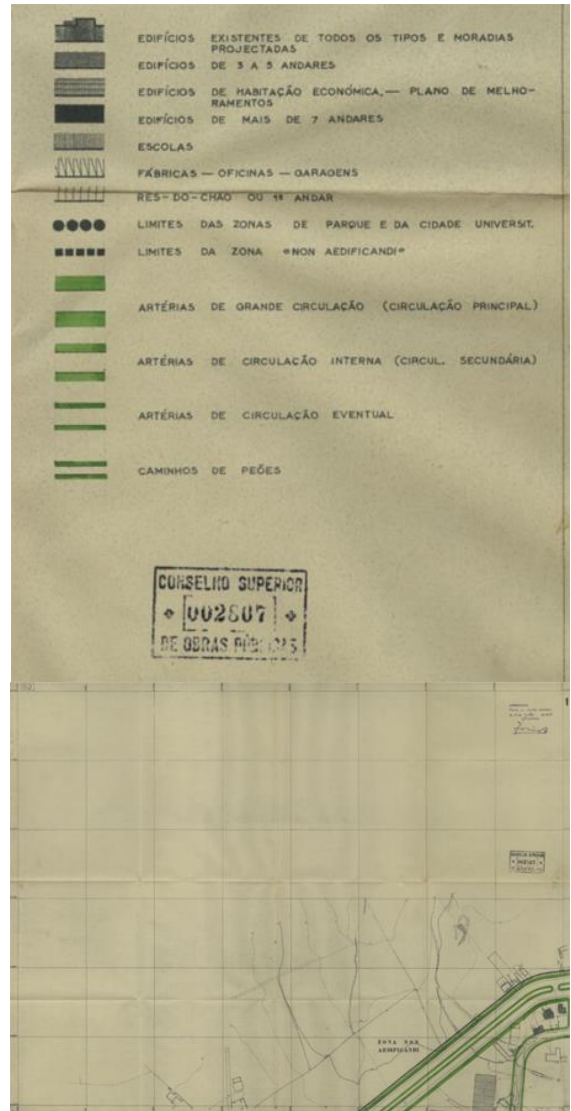 EDIFÍCIOS EXISTENTES DE TODOS OS TIPOS E MORADIAS
PROJECTADAS
EDIFÍCIOS DE 3 A 5 ANDARES
EDIFÍCIOS DE HABITAÇÃO ECONÓMICA,— PLANO DE MELHO-
RAMENTOS
EDIFÍCIOS DE MAIS DE 7 ANDARES
ESCOLAS
FÁBRICAS — OFICINAS — GARAGENS
RES-DO-CHÃO OU 1º ANDAR
LIMITES DAS ZONAS DE PARQUE E DA CIDADE UNIVERSIT.
LIMITES DA ZONA «NON AEDIFICANDI»
ARTÉRIAS DE GRANDE CIRCULAÇÃO (CIRCULAÇÃO PRINCIPAL)
ARTÉRIAS DE CIRCULAÇÃO INTERNA (CIRCUL. SECUNDÁRIA)
ARTÉRIAS DE CIRCULAÇÃO EVENTUAL
CAMINHOS DE PEÕES
CONSELHO SUPERIOR
002807
DE OBRAS PÚBLICAS
1
ZONA NON
AEDIFICANDI